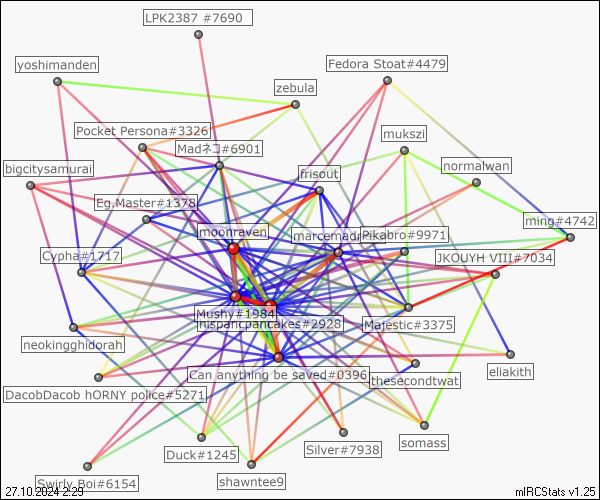 LPK2387 #7690
yoshimanden
Fedora Stoat#4479
zebula
Pocket Persona#3326
mukszi
Madネコ#6901
bigcitysamurai
normalwan
frisout
Eg.Master#1378
ming#4742
moonraven
Pikabro#9971
Cypha#1717
JKOUYH VIII#7034
Mushy#1984
hispancpancakes#2928
Majestic#3375
neokingghidorah
Can anything be saved#0396
thesecondtwat
eliakith
DacobDacob hORNY police#5271
somass
Duck#1245
Silver#7938
Swirly Boi#6154
shawntee9
27.10.2024 2:29
mIRCStats v1.25